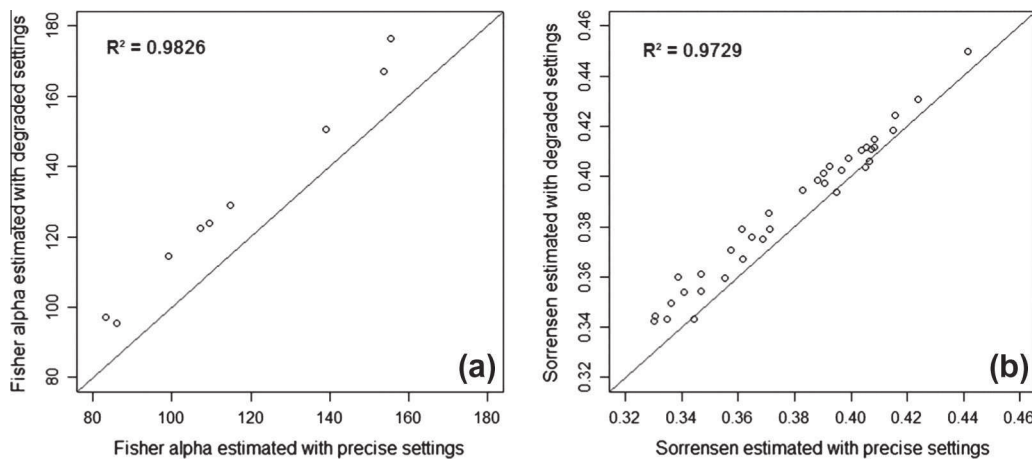 Fisher alpha estimated with degraded settings
180
160
140
120
100
80
R² = 0.9826
(a)
80 100 120 140 160 180
Fisher alpha estimated with precise settings
Sorrensen estimated with degraded settings
0.46
0.44
0.42
0.40
0.38
0.36
0.34
0.32
R² = 0.9729
(b)
0.32 0.34 0.36 0.38 0.40 0.42 0.44 0.46
Sorrensen estimated with precise settings